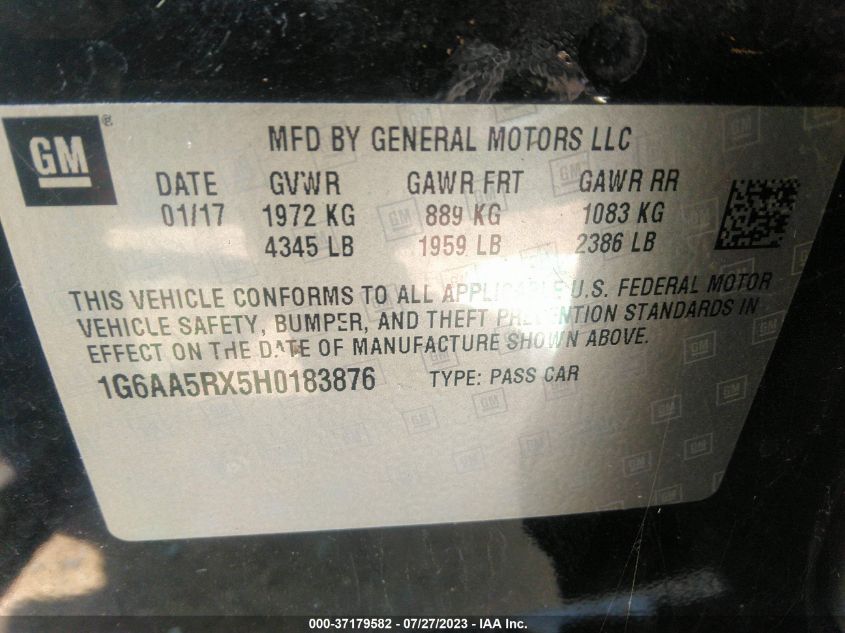 GM ®
MFD BY GENERAL MOTORS LLC
DATE GVWR GAWR FRT GAWR RR
01/17 1972 KG 889 KG 1083 KG
4345 LB 1959 LB 2386 LB
THIS VEHICLE CONFORMS TO ALL APPLICABLE U.S. FEDERAL MOTOR
VEHICLE SAFETY, BUMPER, AND THEFT PREVENTION STANDARDS IN
EFFECT ON THE DATE OF MANUFACTURE SHOWN ABOVE.
1G6AA5RX5H0183876 TYPE: PASS CAR
000-37179582 / 07/27/2023 - IAA Inc.